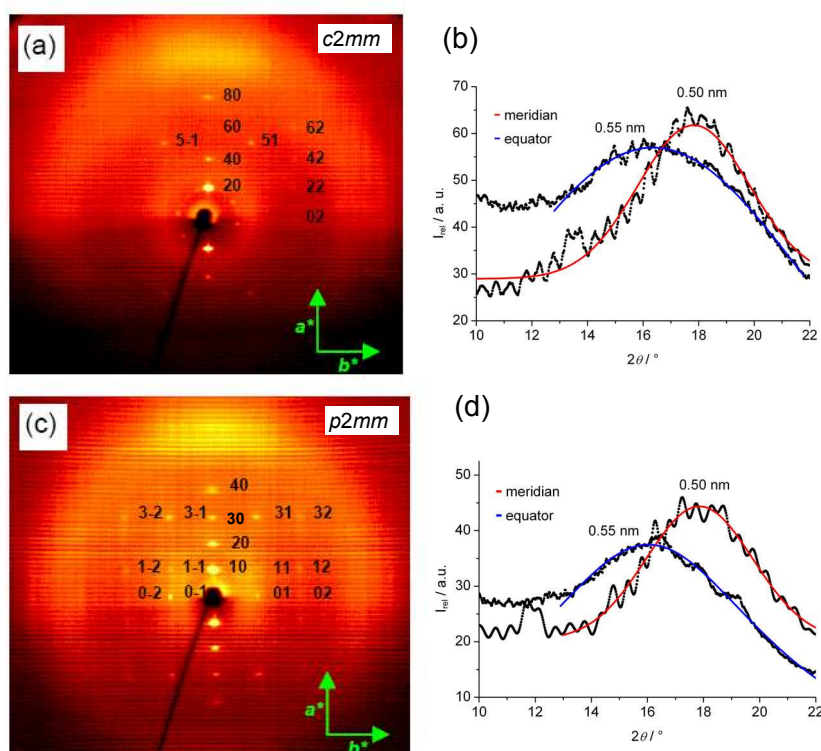 (a)
c2mm
80
60
62
5-1
51
40
42
20
22
02
a*
b*
(b)
70
60
50
40
30
20
I rel / a. u.
meridian
equator
0.50 nm
0.55 nm
10 12 14 16 18 20 22
2θ / °
(c)
p2mm
40
3-2 3-1 30 31 32
20
1-2 1-1 10 11 12
0-2 0-1 01 02
a*
b*
(d)
50
40
30
20
10
I rel / a.u.
meridian
equator
0.50 nm
0.55 nm
10 12 14 16 18 20 22
2θ / °